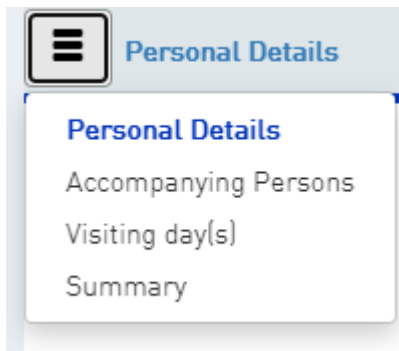 Personal Details
Personal Details
Accompanying Persons
Visiting day(s)
Summary